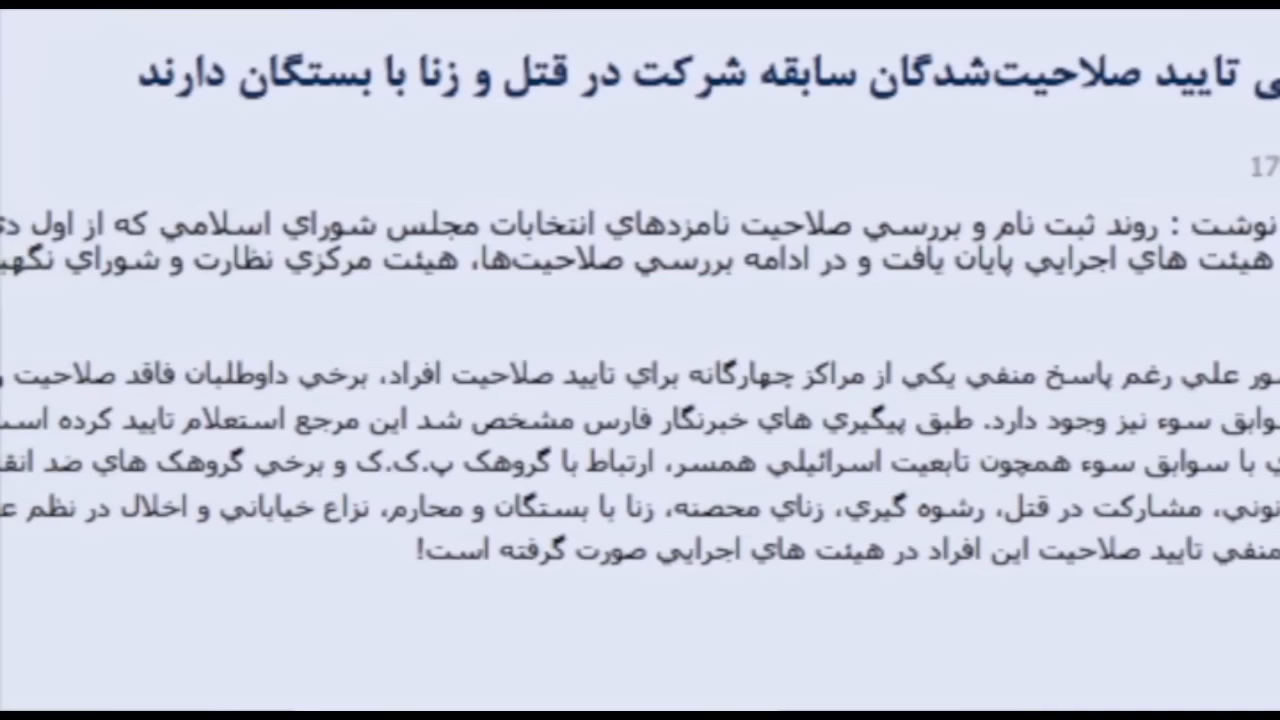 تایید صلاحیت‌شدگان سابقه شرکت در قتل و زنا با بستگان دارند
17
نوشت : روند ثبت نام و بررسي صلاحيت نامزدهاي انتخابات مجلس شوراي اسلامي که از اول
هيئت هاي اجرايي پايان يافت و در ادامه بررسي صلاحيت‌ها، هيئت مرکزي نظارت و شوراي
علي رغم پاسخ منفي يکي از مراکز چهارگانه براي تاييد صلاحيت افراد، برخي داوطلبان فاقد صلاحيت
سوء نيز وجود دارد. طبق پيگيري هاي خبرنگار فارس مشخص شد اين مرجع استعلام تاييد کرده
با سوابق سوء همچون تابعيت اسرائيلي همسر، ارتباط با گروهک پ.ک.ک و برخي گروهک هاي ضد
مشارکت در قتل، رشوه گيري، زناي محصنه، زنا با بستگان و محارم، نزاع خياباني و اخلال در نظم
منفي تاييد صلاحيت اين افراد در هيئت هاي اجرايي صورت گرفته است!